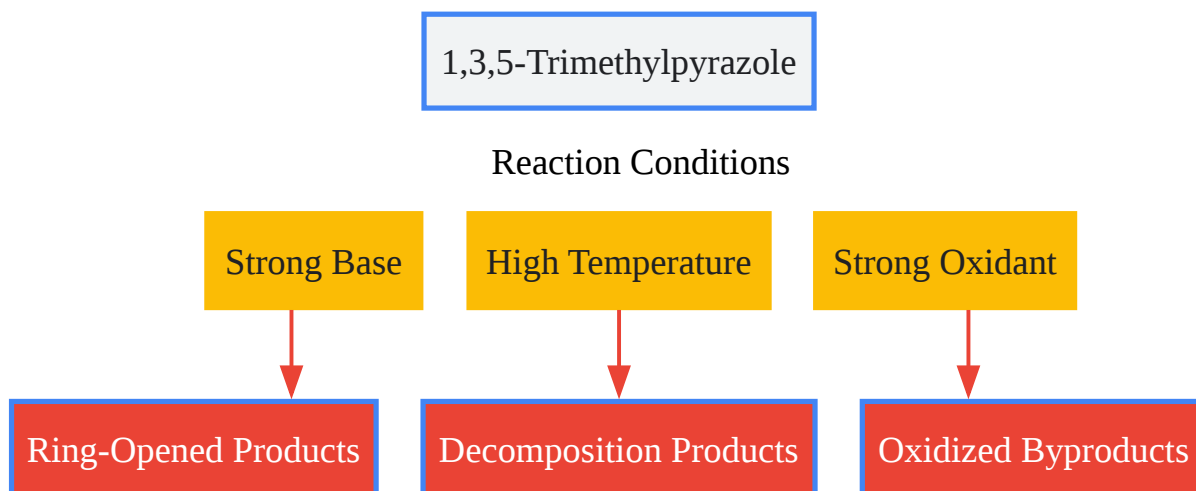 1,3,5-Trimethylpyrazole
Reaction Conditions
Strong Base
High Temperature
Strong Oxidant
Ring-Opened Products
Decomposition Products
Oxidized Byproducts